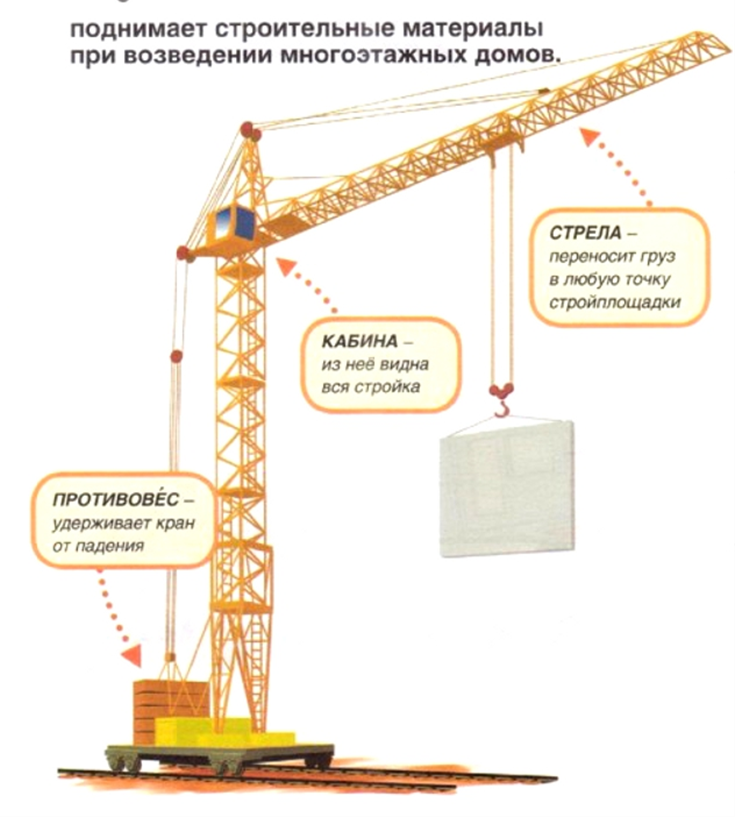 поднимает строительные материалы
при возведении многоэтажных домов.
СТРЕЛА –
переносит груз
в любую точку
стройплощадки
КАБИНА –
из неё видна
вся стройка
ПРОТИВОВЕ́С –
удерживает кран
от падения